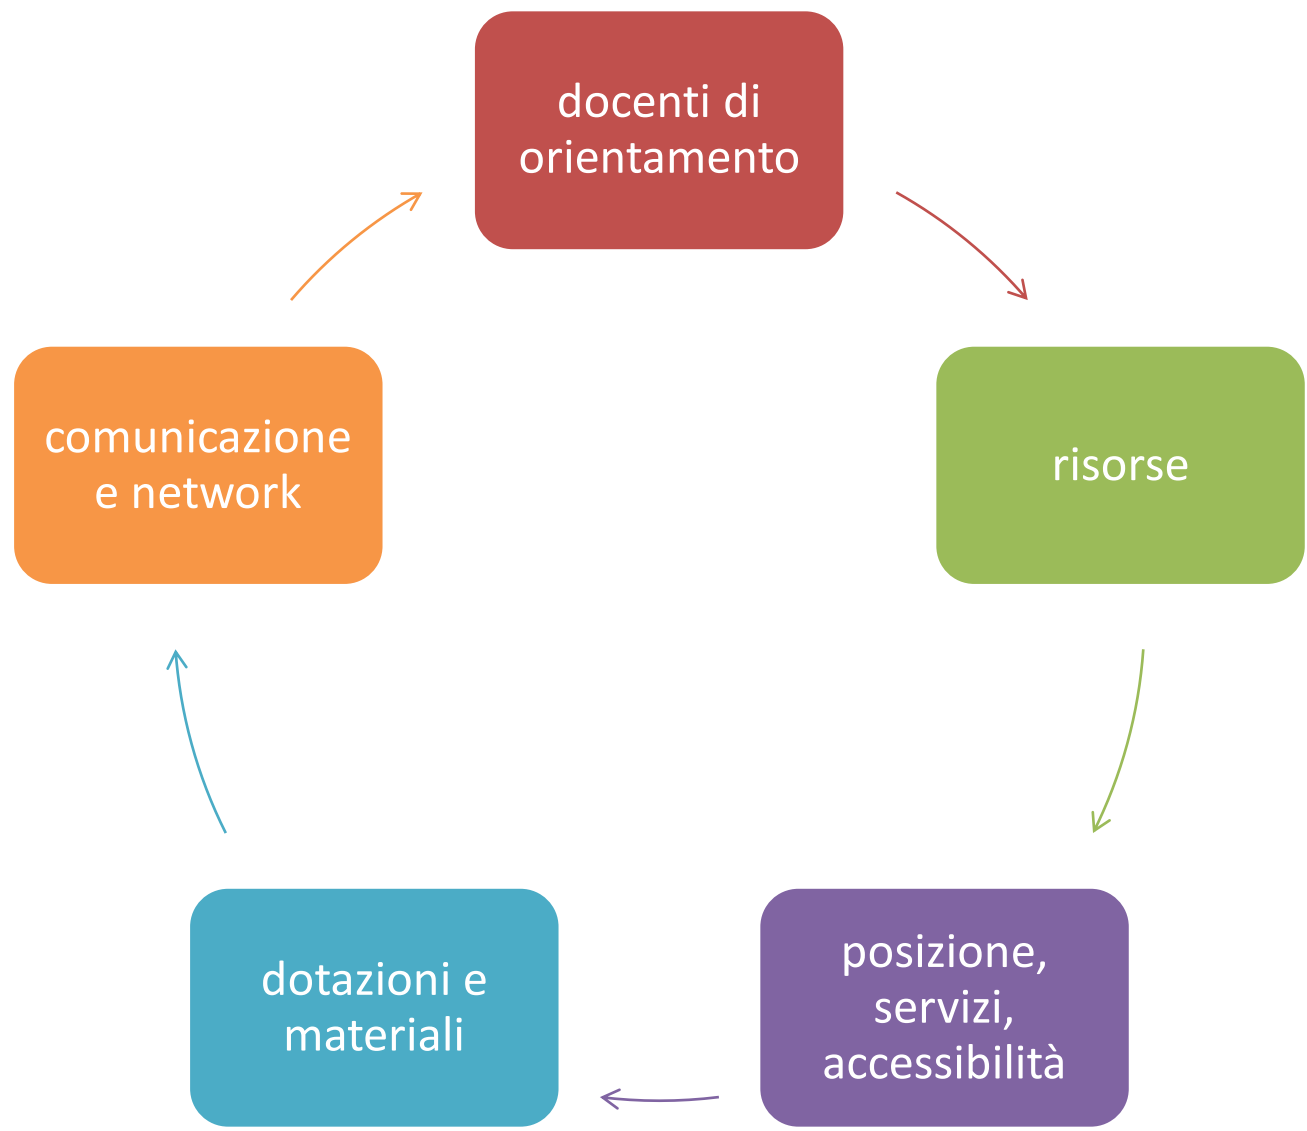 docenti di
orientamento
risorse
posizione,
servizi,
accessibilità
dotazioni e
materiali
comunicazione
e network